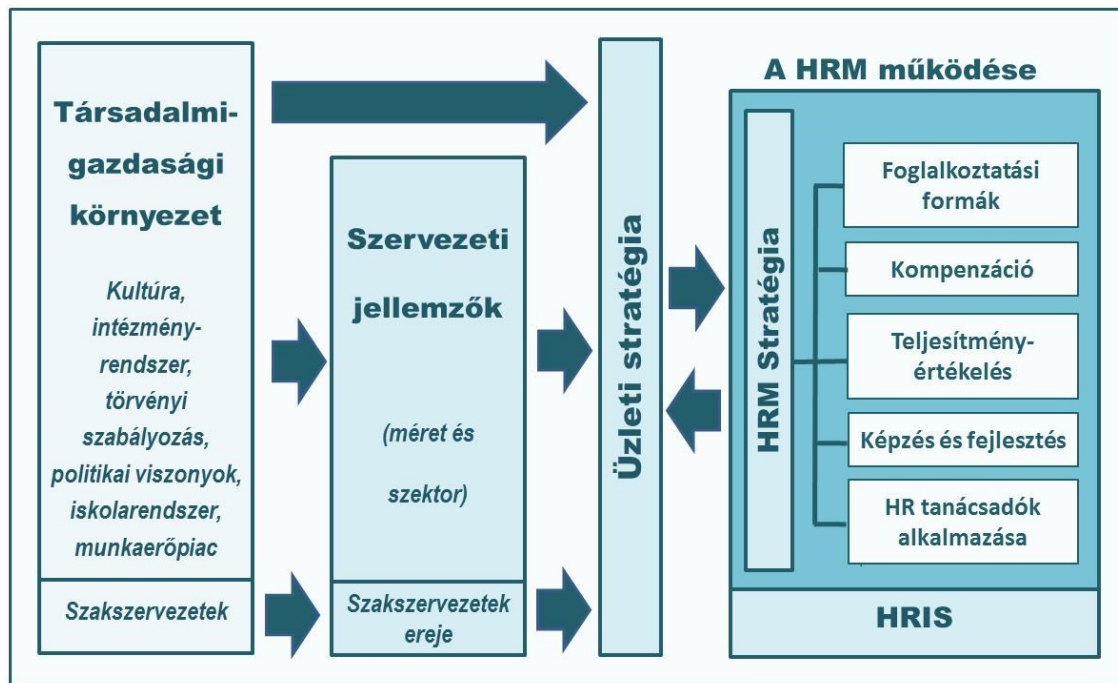 Társadalmi-
gazdasági
környezet
Kultúra,
intézmény-
rendszer,
törvényi
szabályozás,
politikai viszonyok,
iskolarendszer,
munkaerőpiac
Szakszervezetek
Szervezeti
jellemzők
(méret és
szektor)
Szakszervezetek
ereje
Üzleti stratégia
A HRM működése
HRM Stratégia
Foglalkoztatási
formák
Kompenzáció
Teljesítmény-
értékelés
Képzés és fejlesztés
HR tanácsadók
alkalmazása
HRIS